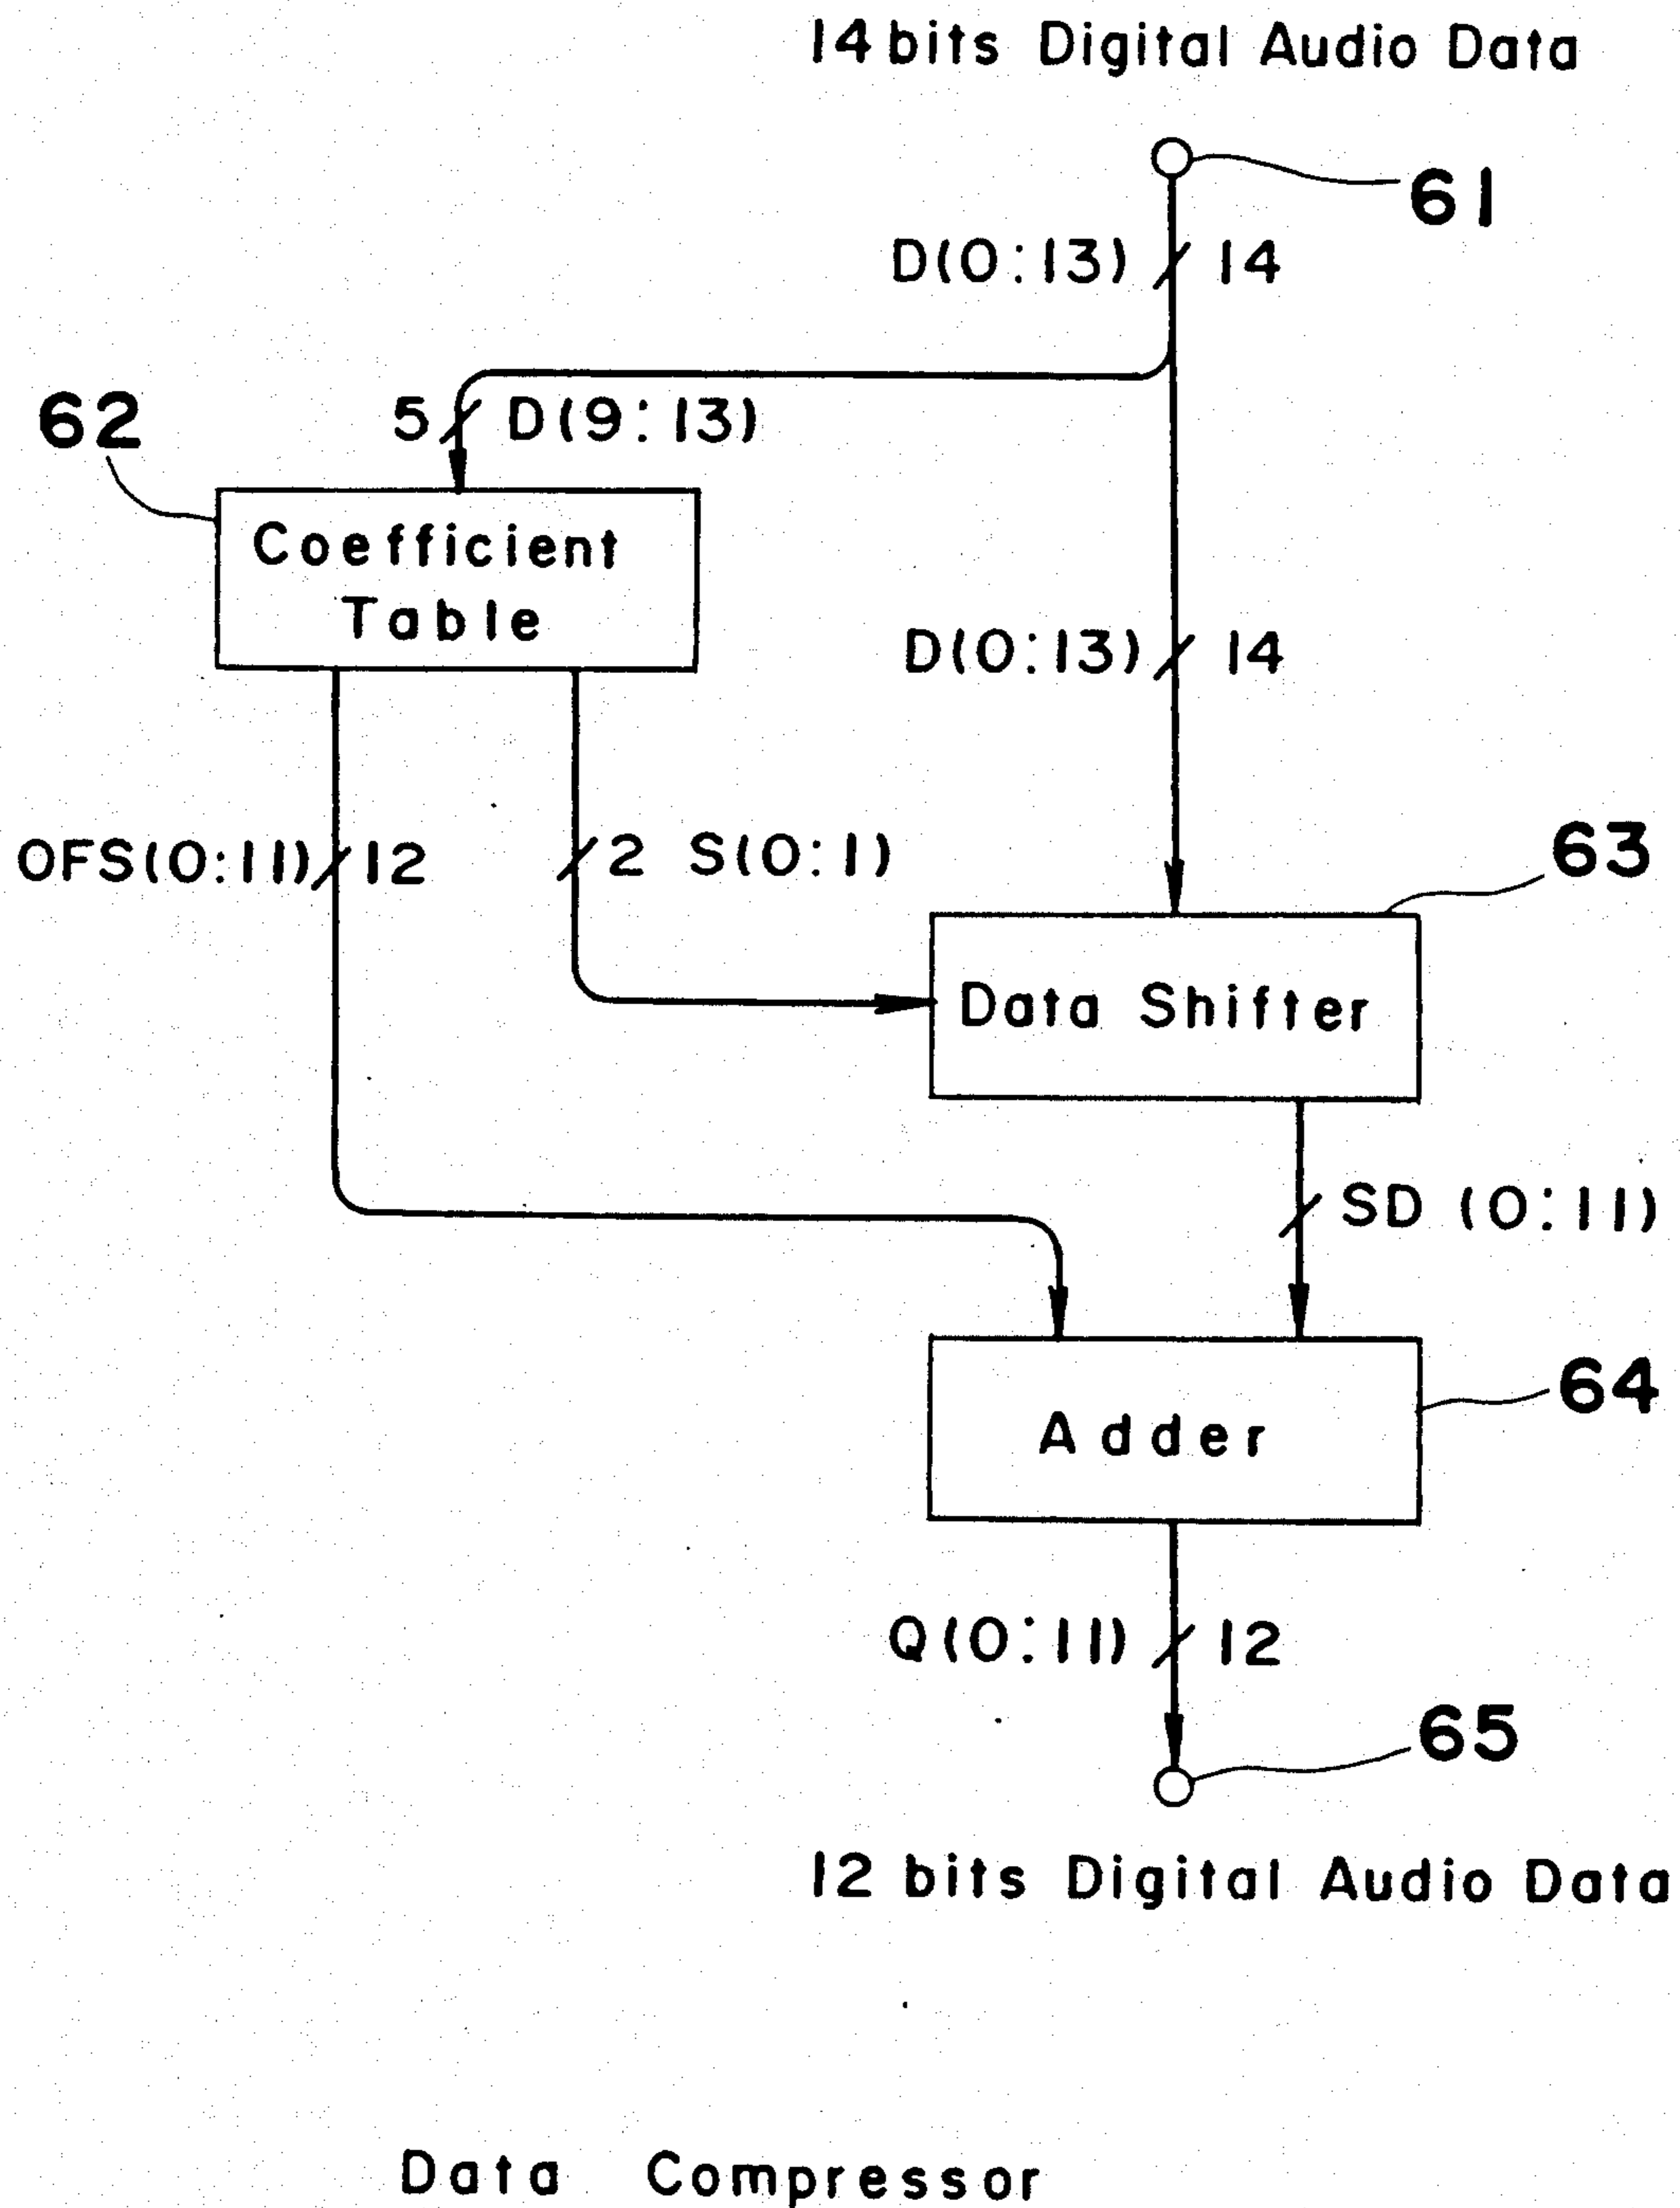 14 bits Digital Audio Data
61
D(0:13) 14
62
5 D(9:13)
Coefficient
Table
D(0:13) 14
OFS(0:11) 12
2 S(0:1)
63
Data Shifter
SD (0:11)
64
Adder
Q(0:11) 12
65
12 bits Digital Audio Data
Data Compressor